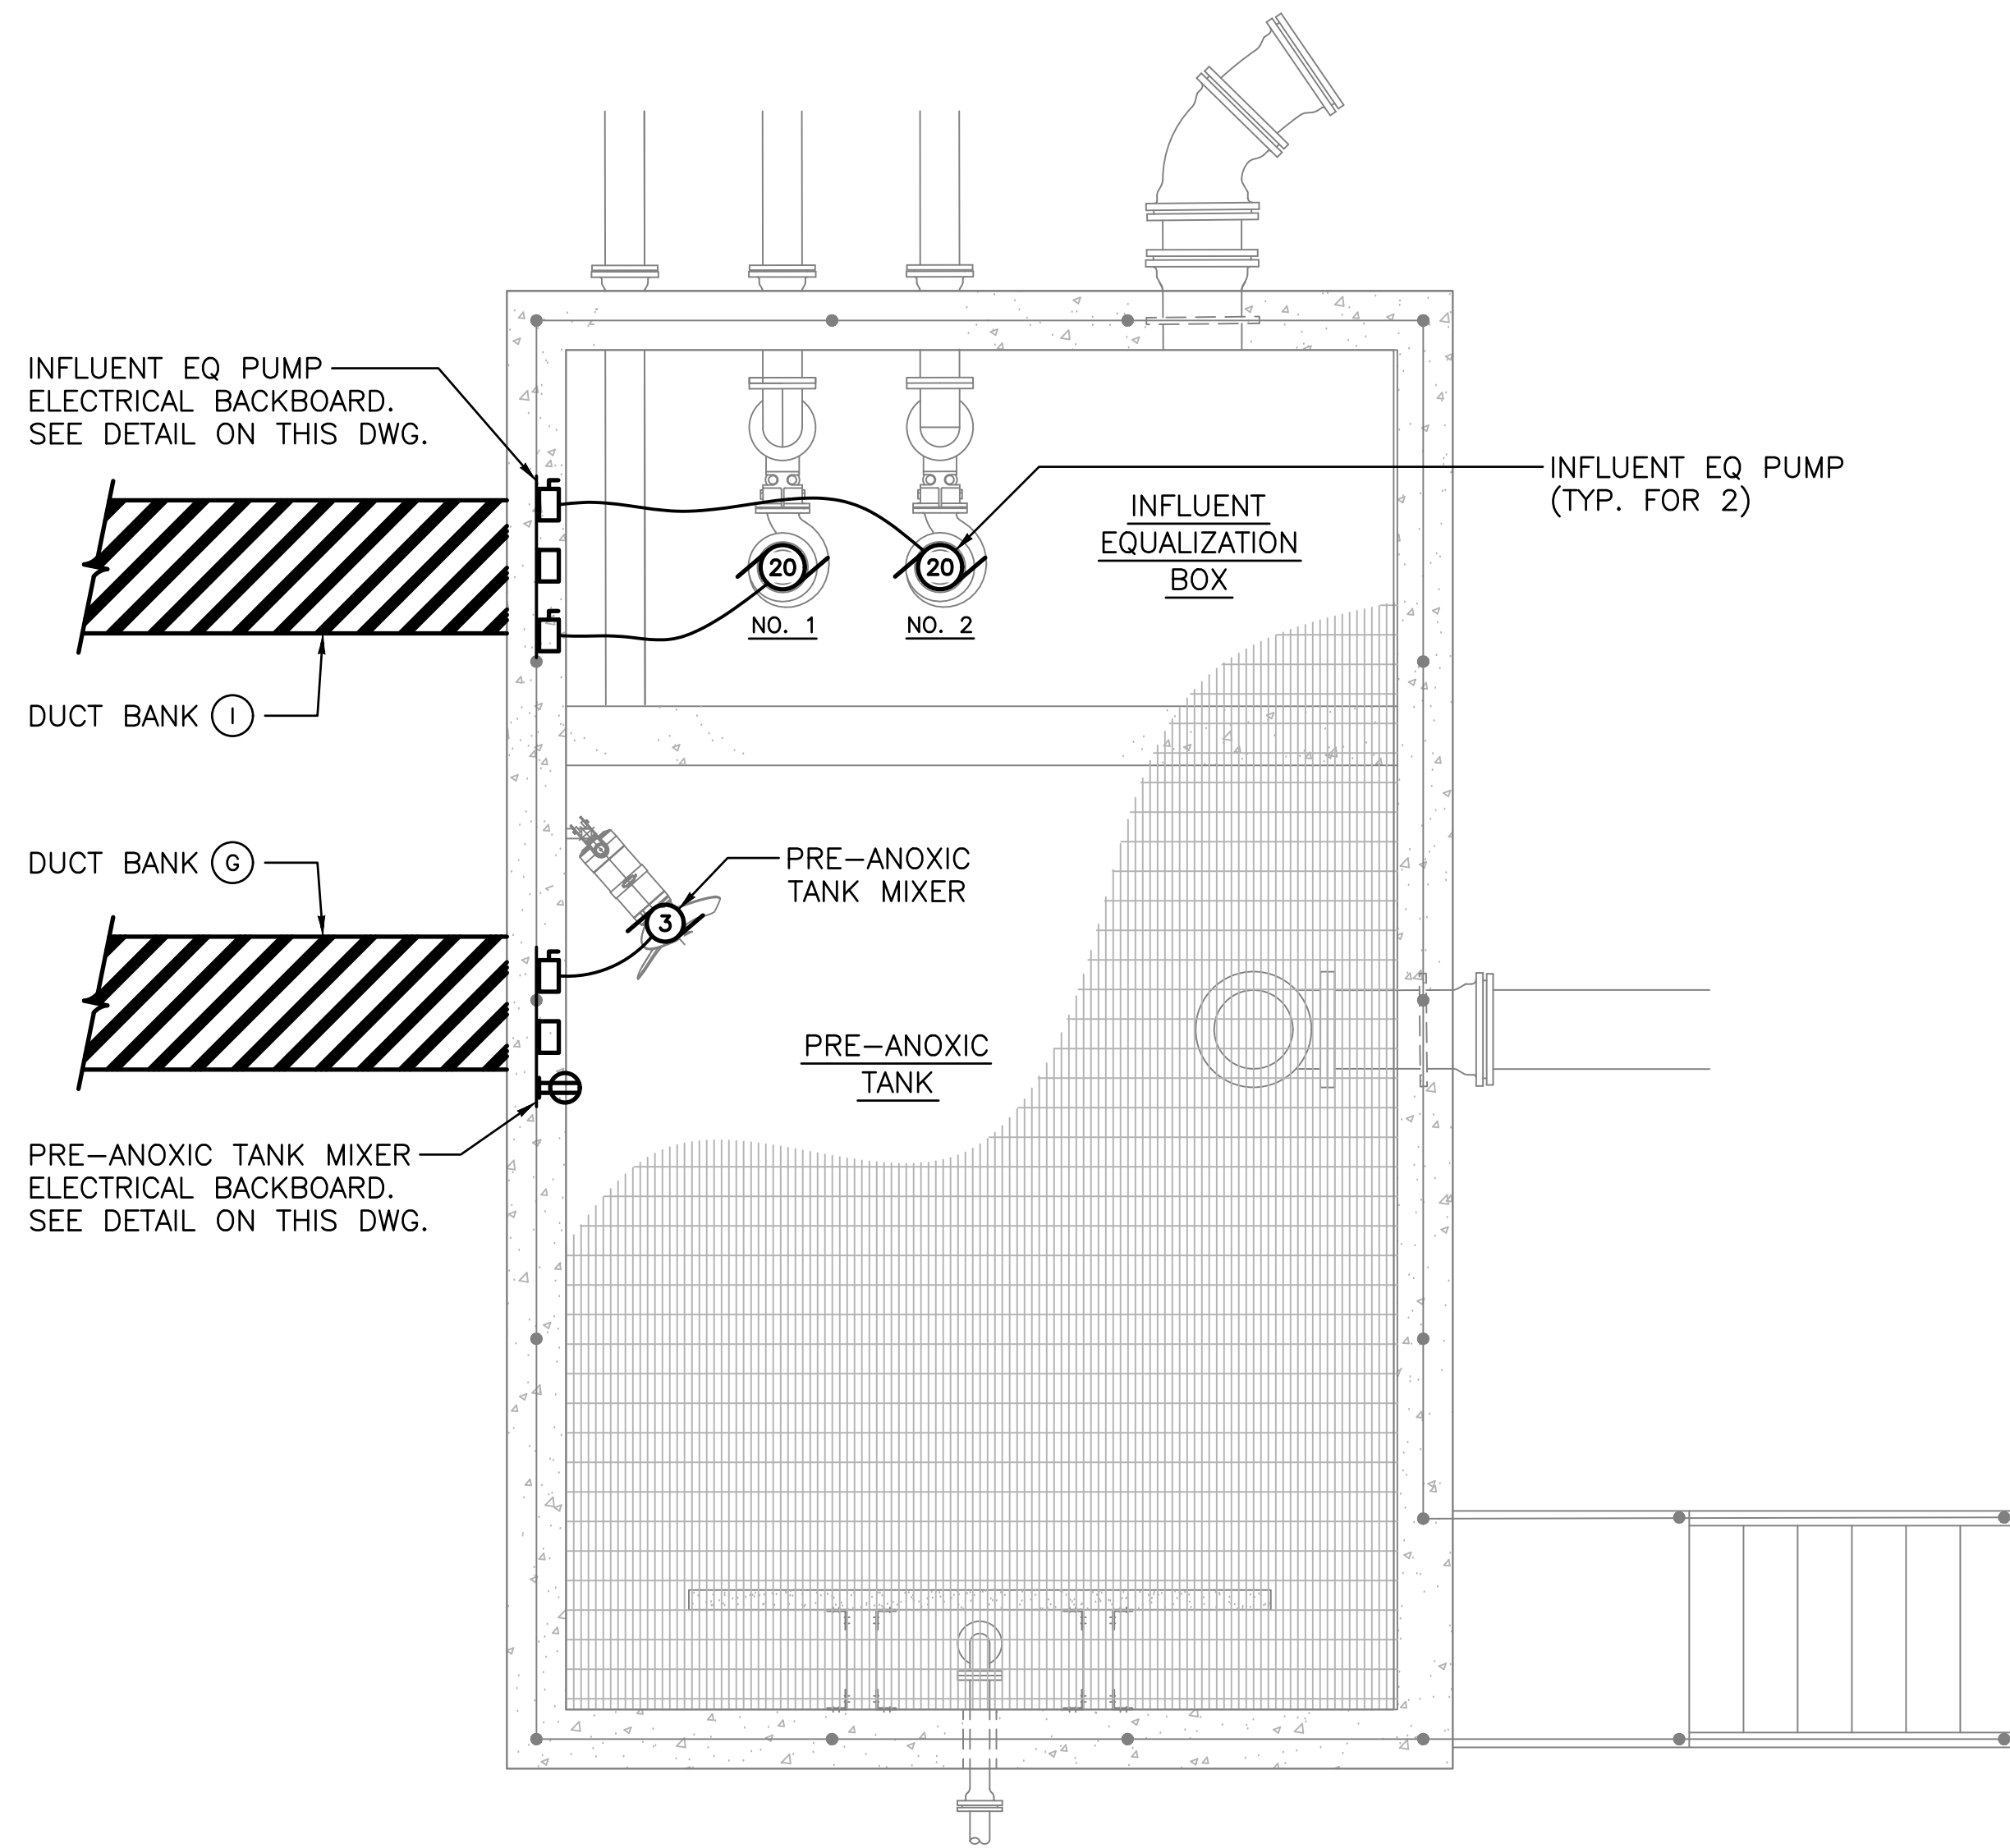 INFLUENT EQ PUMP
ELECTRICAL BACKBOARD.
SEE DETAIL ON THIS DWG.
INFLUENT EQ PUMP
(TYP. FOR 2)
INFLUENT
EQUALIZATION
BOX
20
20
NO. 1
NO. 2
DUCT BANK I
DUCT BANK G
PRE-ANOXIC
TANK MIXER
3
PRE-ANOXIC
TANK
PRE-ANOXIC TANK MIXER
ELECTRICAL BACKBOARD.
SEE DETAIL ON THIS DWG.